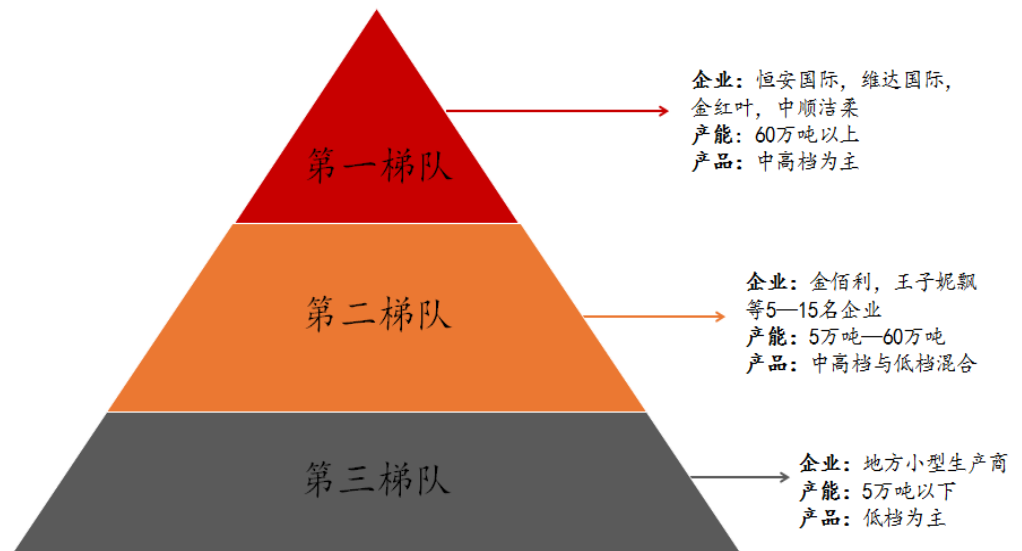 企业：恒安国际，维达国际，
金红叶，中顺洁柔
产能：60万吨以上
产品：中高档为主
第一梯队
企业：金佰利，王子妮飘
等5—15名企业
产能：5万吨—60万吨
产品：中高档与低档混合
第二梯队
企业：地方小型生产商
产能：5万吨以下
产品：低档为主
第三梯队